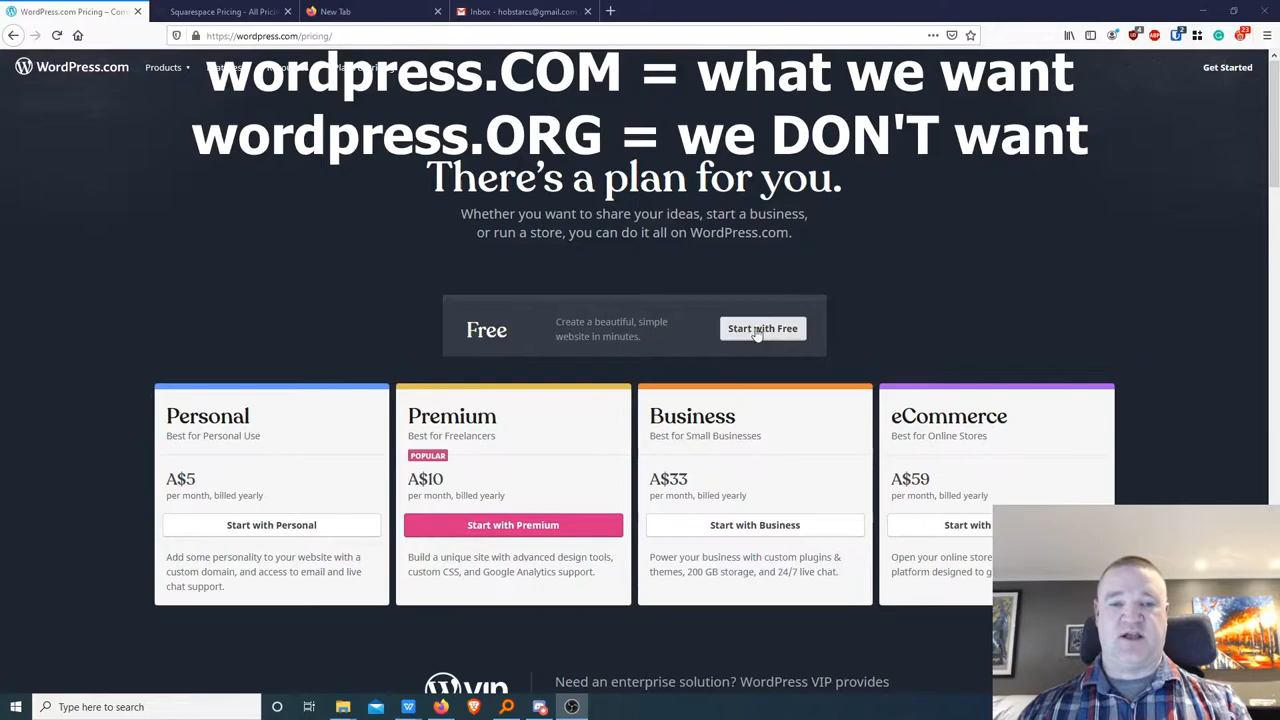 WordPress.com Pricing – Com
Squarespace Pricing - All Prici
New Tab
Inbox - hobstarcs@gmail.com
https://wordpress.com/pricing/
WordPress.com
Products
Get Started
wordpress.COM = what we want
wordpress.ORG = we DON'T want
There's a plan for you.
Whether you want to share your ideas, start a business,
or run a store, you can do it all on WordPress.com.
Free
Create a beautiful, simple
website in minutes.
Start with Free
Personal
Best for Personal Use
A$5
per month, billed yearly
Start with Personal
Add some personality to your website with a
custom domain, and access to email and live
chat support.
Premium
Best for Freelancers
POPULAR
A$10
per month, billed yearly
Start with Premium
Build a unique site with advanced design tools,
custom CSS, and Google Analytics support.
Business
Best for Small Businesses
A$33
per month, billed yearly
Start with Business
Power your business with custom plugins &
themes, 200 GB storage, and 24/7 live chat.
eCommerce
Best for Online Stores
A$59
per month, billed yearly
Start with
Open your online store
platform designed to g
vip
Need an enterprise solution? WordPress VIP provides
Type here to search